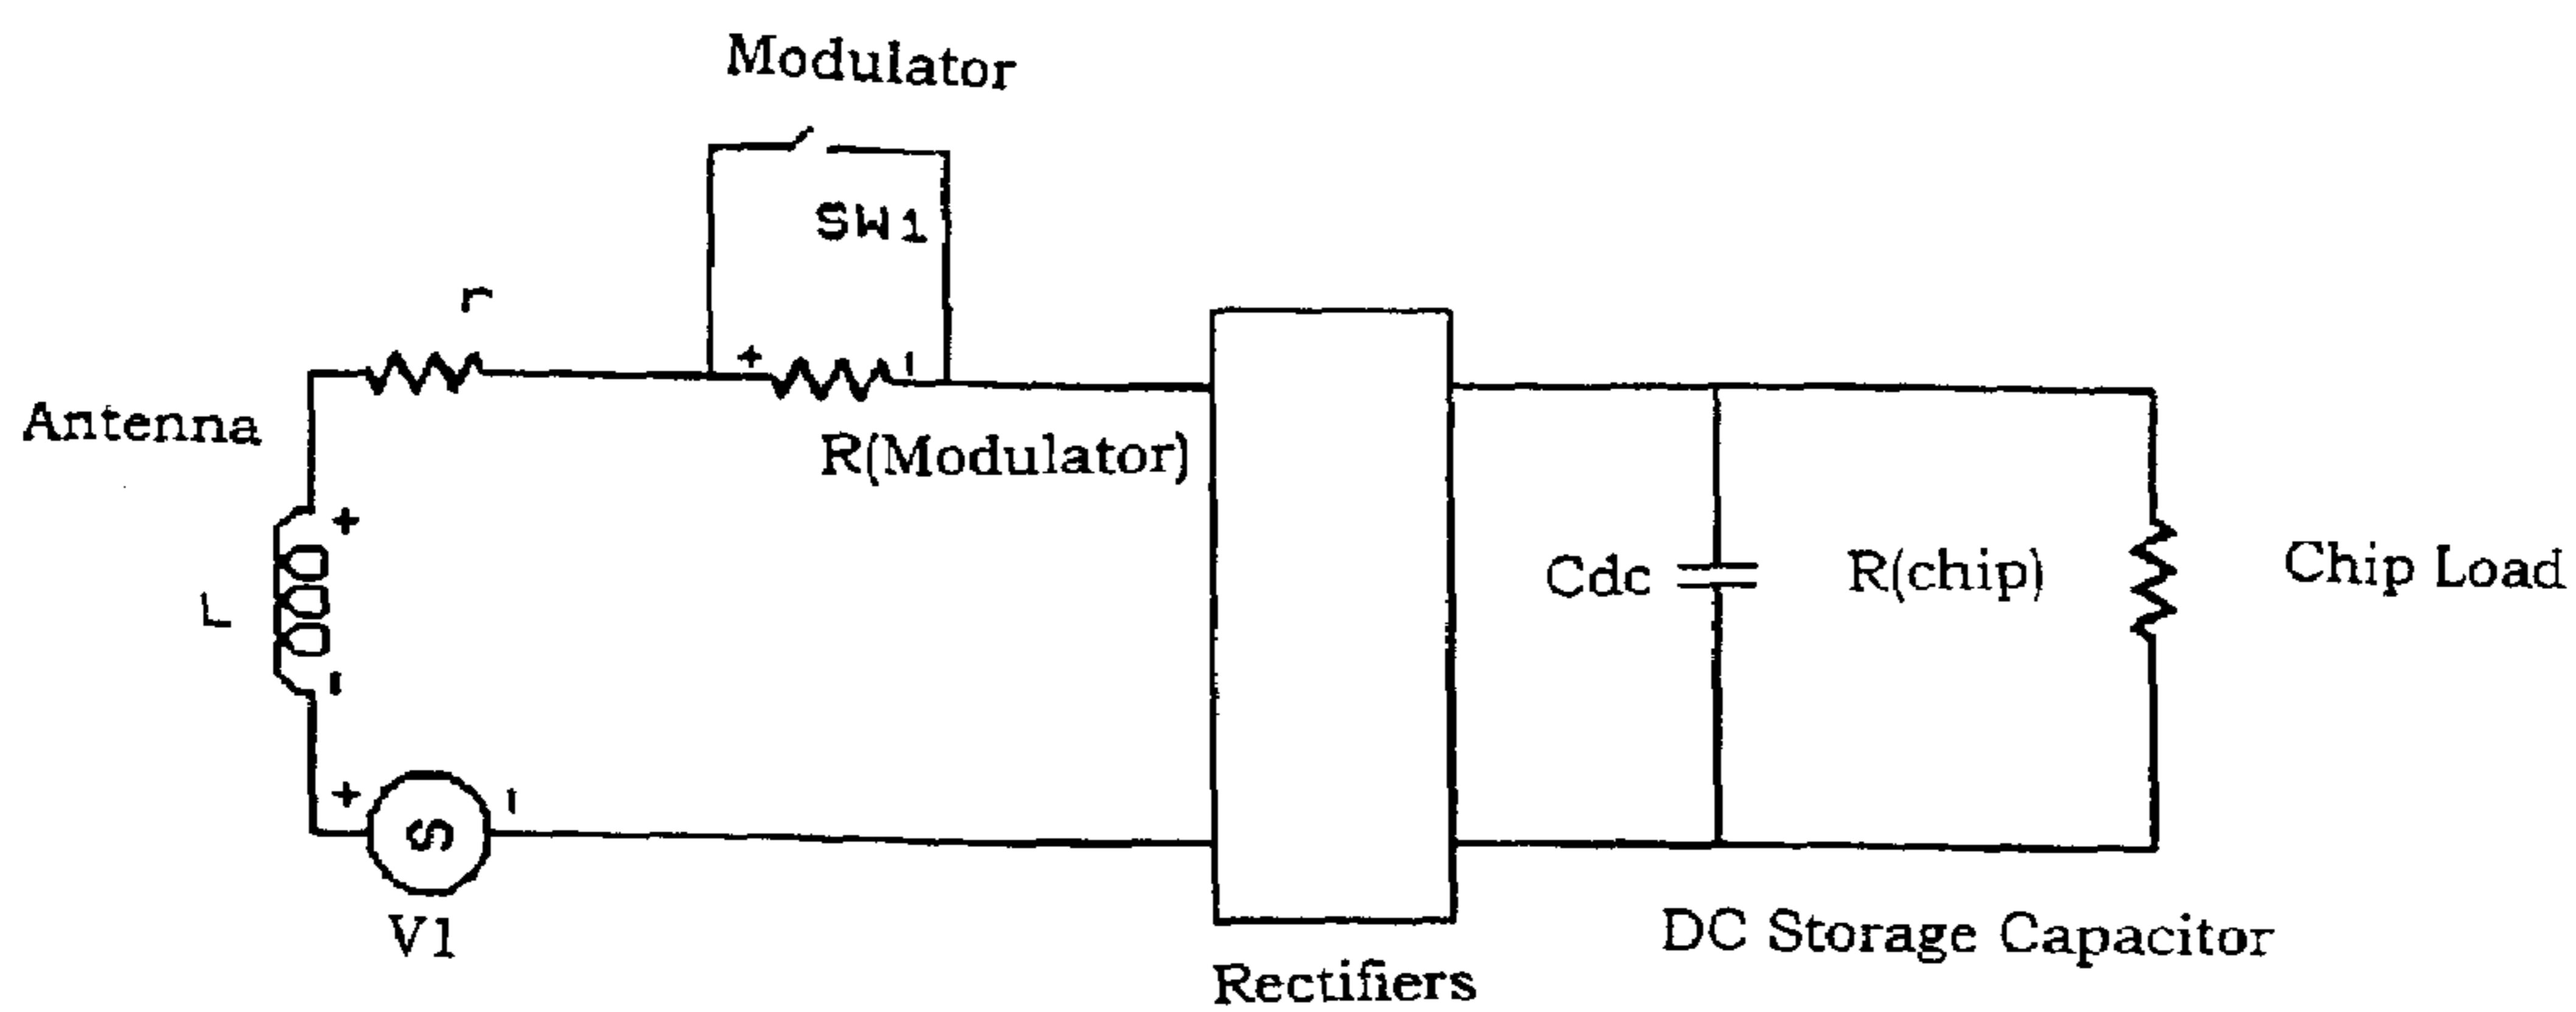 Modulator
SW1
r
+ -
Antenna
R(Modulator)
+
L
-
Cdc
R(chip)
Chip Load
+ -
S
V1
DC Storage Capacitor
Rectifiers